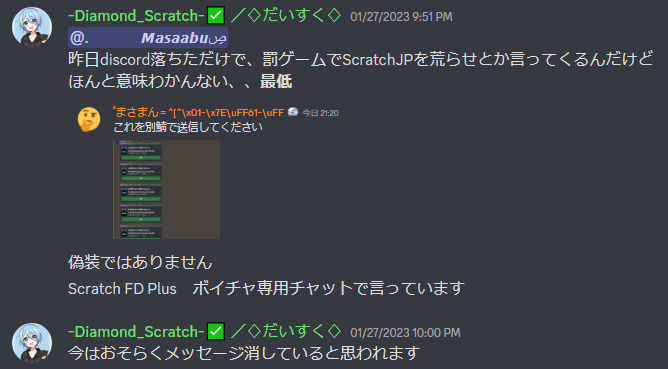 -Diamond_Scratch-✅ ／◇だいすく◇ 01/27/2023 9:51 PM
@. Masaabu
昨日discord落ちただけで、罰ゲームでScratchJPを荒らせとか言ってくるんだけど
ほんと意味わかんない、、最低
゚まさまん = ^[^\x01-\x7E\uFF61-\uFF 今日 21:20
これを別鯖で送信してください
偽装ではありません
Scratch FD Plus　ボイチャ専用チャットで言っています
-Diamond_Scratch-✅ ／◇だいすく◇ 01/27/2023 10:00 PM
今はおそらくメッセージ消していると思われます